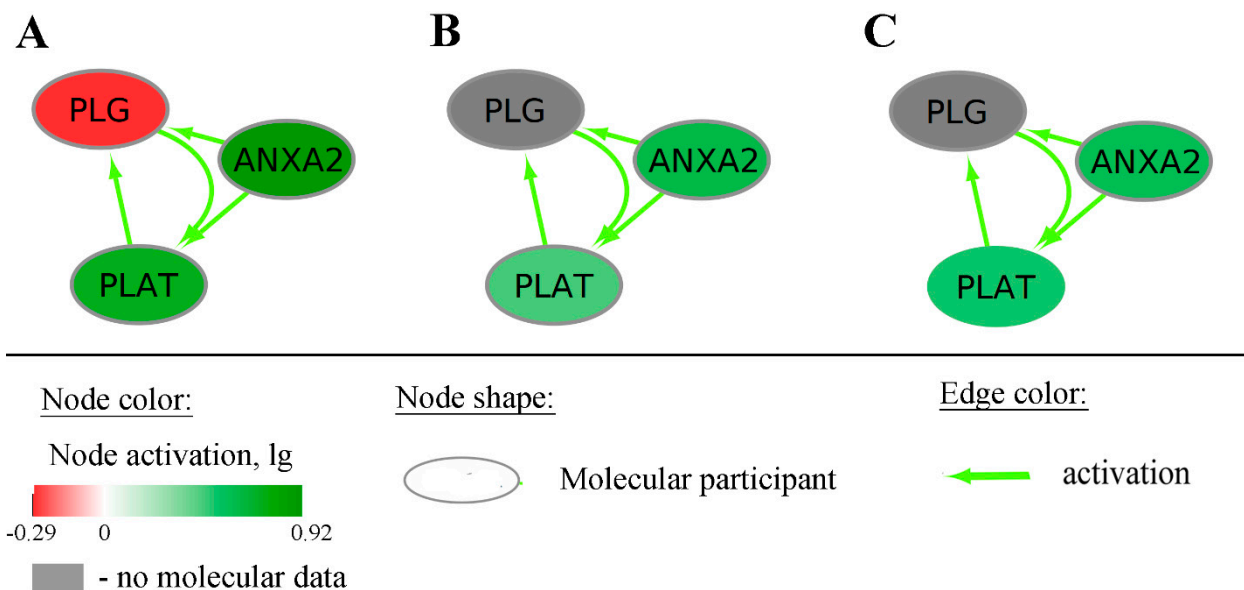 A
B
C
PLG
ANXA2
PLAT
PLG
ANXA2
PLAT
PLG
ANXA2
PLAT
Node color:
Node activation, lg
-0.29 0 0.92
- no molecular data
Node shape:
Molecular participant
Edge color:
activation